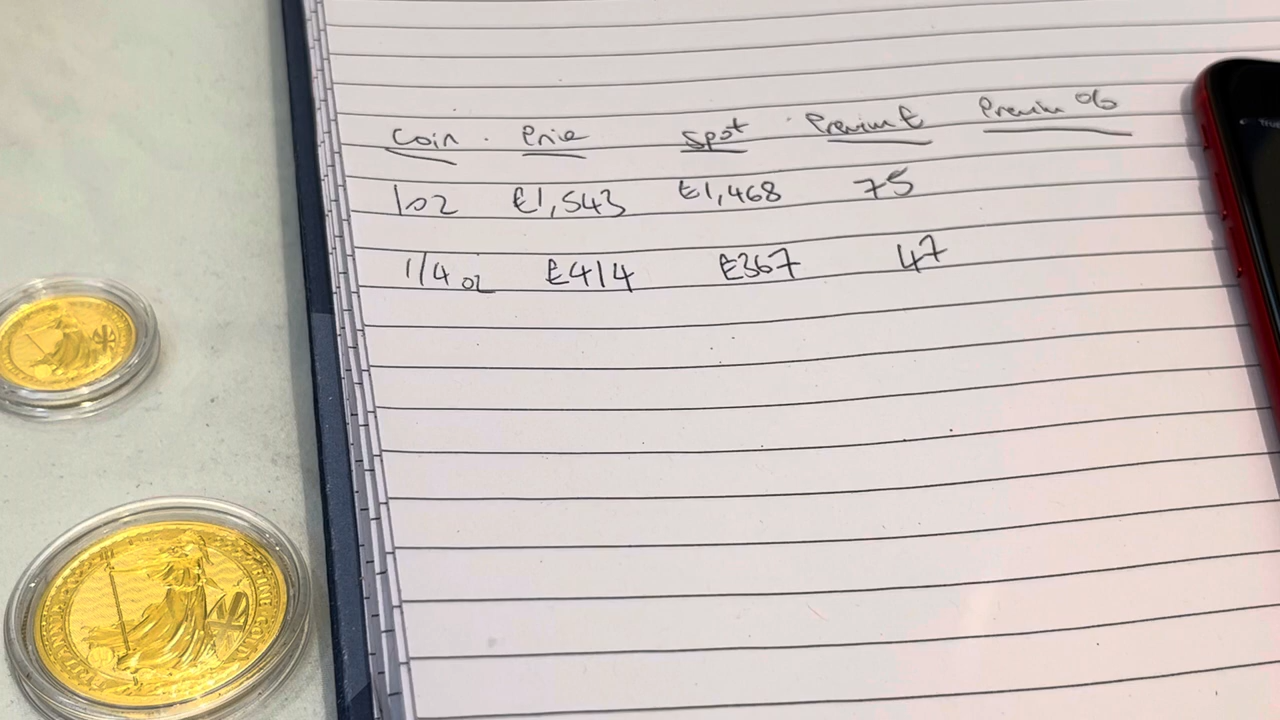 Coin Price Spot Premium £ Premium %
1oz £1,543 £1,468 75
1/4 oz £414 £367 47